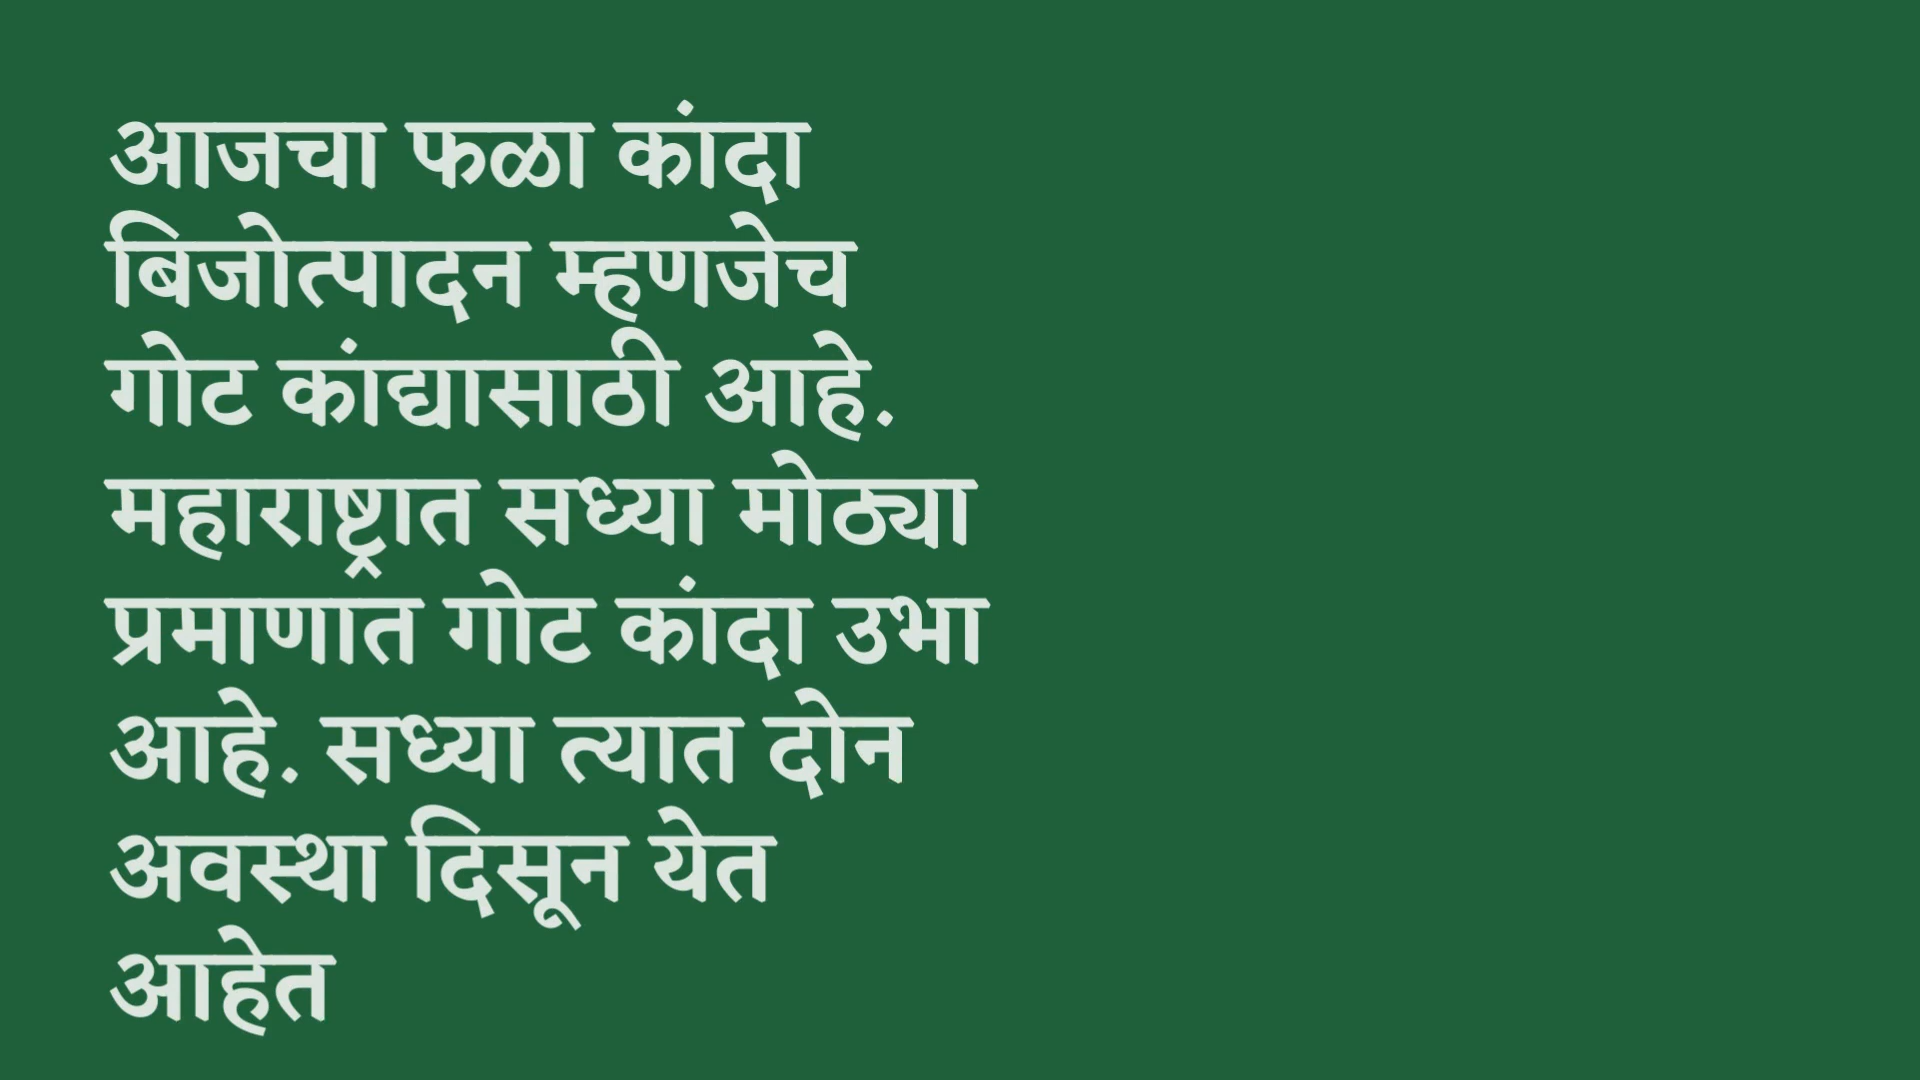 आजचा फळा कांदा
बिजोत्पादन म्हणजेच
गोट कांद्यासाठी आहे.
महाराष्ट्रात सध्या मोठ्या
प्रमाणात गोट कांदा उभा
आहे. सध्या त्यात दोन
अवस्था दिसून येत
आहेत